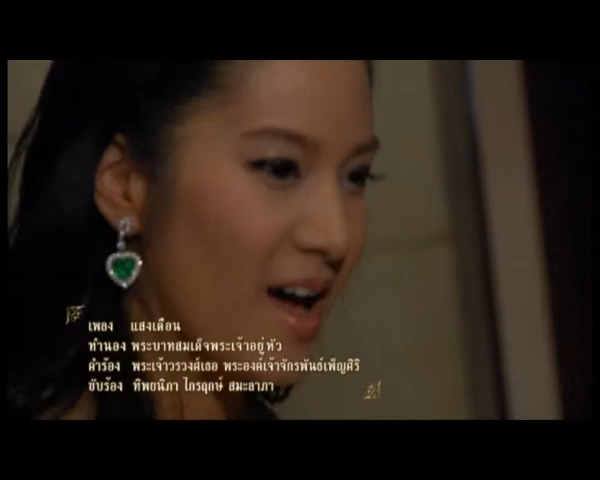 เพลง แสงเดือน
ทำนอง พระบาทสมเด็จพระเจ้าอยู่หัว
คำร้อง พระเจ้าวรวงศ์เธอ พระองค์เจ้าจักรพันธ์เพ็ญศิริ
ขับร้อง ทิพยนิภา ไกรฤกษ์ สมะลาภา